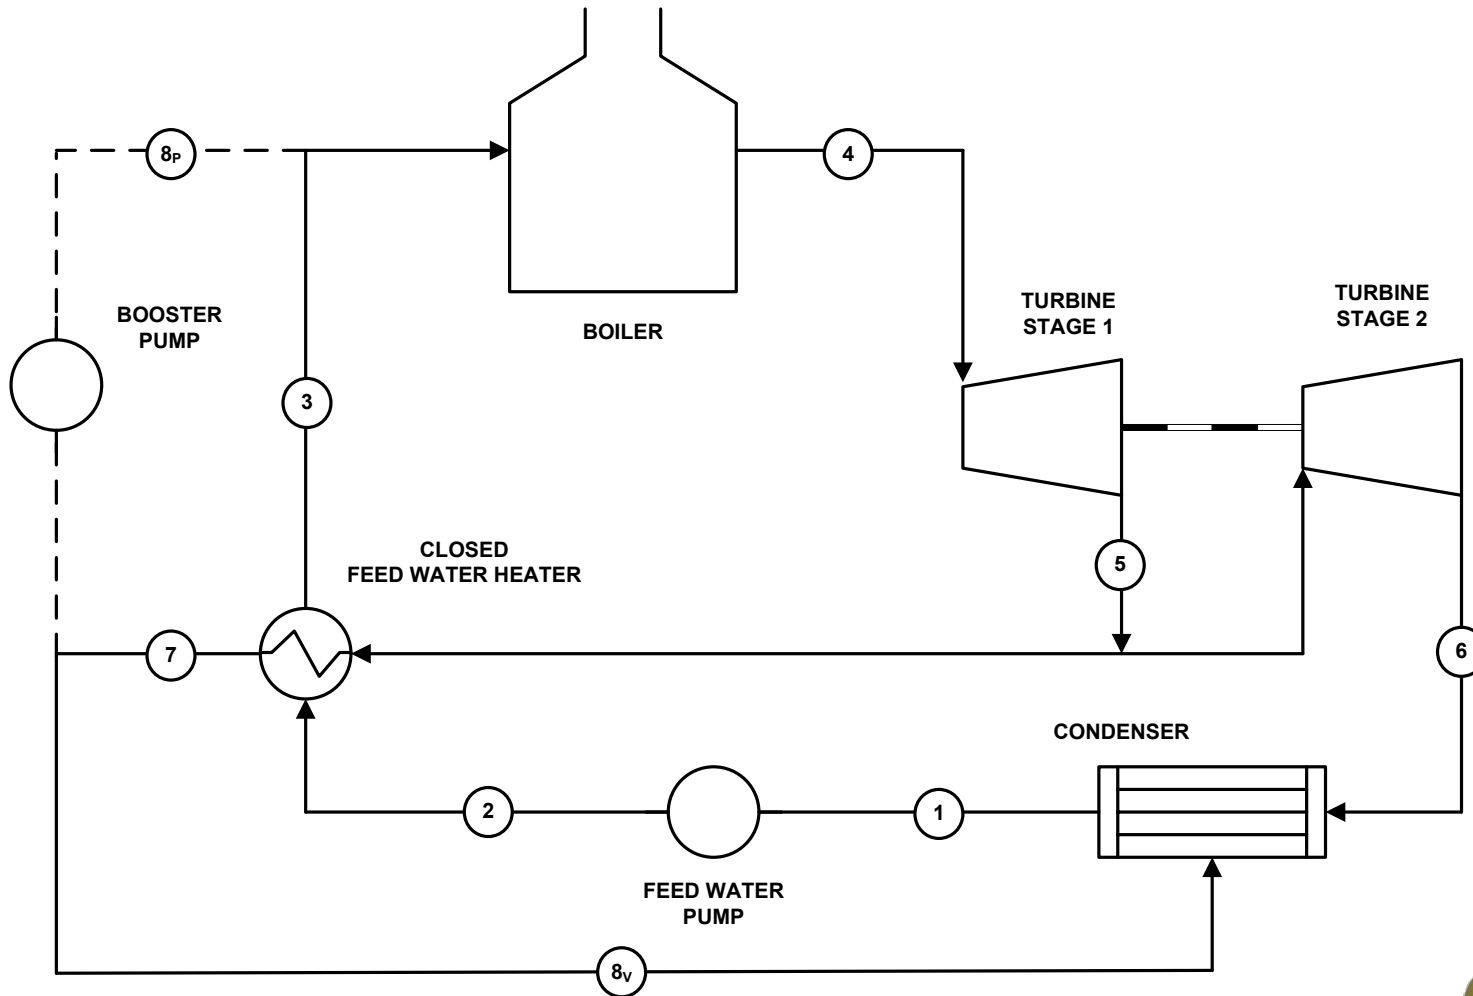 8P
4
BOOSTER
PUMP
BOILER
TURBINE
STAGE 1
TURBINE
STAGE 2
3
CLOSED
FEED WATER HEATER
5
7
6
CONDENSER
2
1
FEED WATER
PUMP
8V